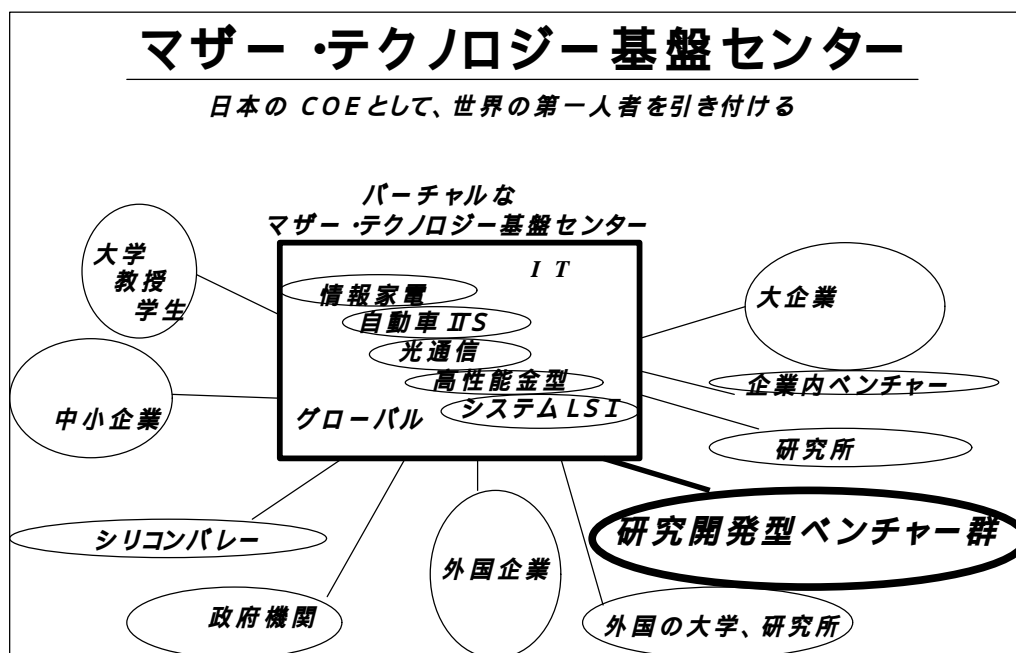 マザー・テクノロジー基盤センター
日本のCOEとして、世界の第一人者を引き付ける
バーチャルな
マザー・テクノロジー基盤センター
大学
教授
学生
中小企業
IT
情報家電
自動車ITS
光通信
高性能金型
システムLSI
グローバル
大企業
企業内ベンチャー
研究所
研究開発型ベンチャー群
シリコンバレー
政府機関
外国企業
外国の大学、研究所